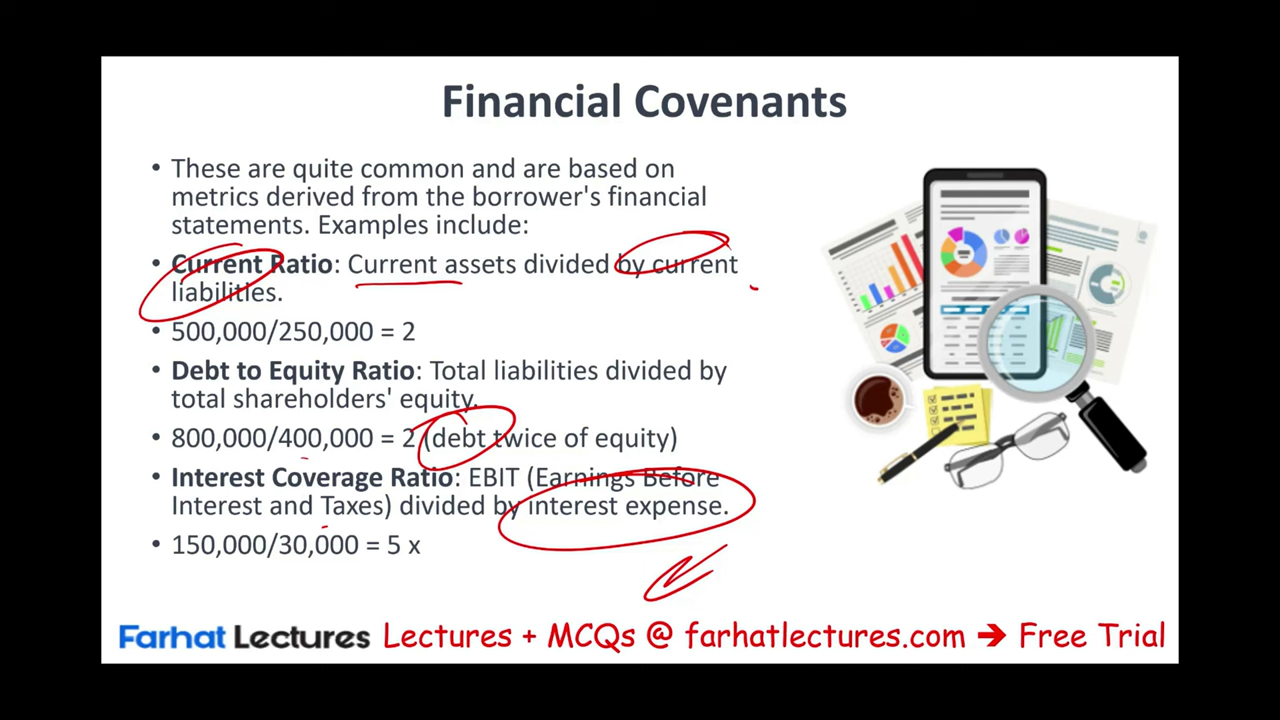 Financial Covenants
• These are quite common and are based on
metrics derived from the borrower's financial
statements. Examples include:
• Current Ratio: Current assets divided by current
liabilities.
• 500,000/250,000 = 2
• Debt to Equity Ratio: Total liabilities divided by
total shareholders' equity.
• 800,000/400,000 = 2 (debt twice of equity)
• Interest Coverage Ratio: EBIT (Earnings Before
Interest and Taxes) divided by interest expense.
• 150,000/30,000 = 5 x
Farhat Lectures Lectures + MCQs @ farhatlectures.com ➔ Free Trial